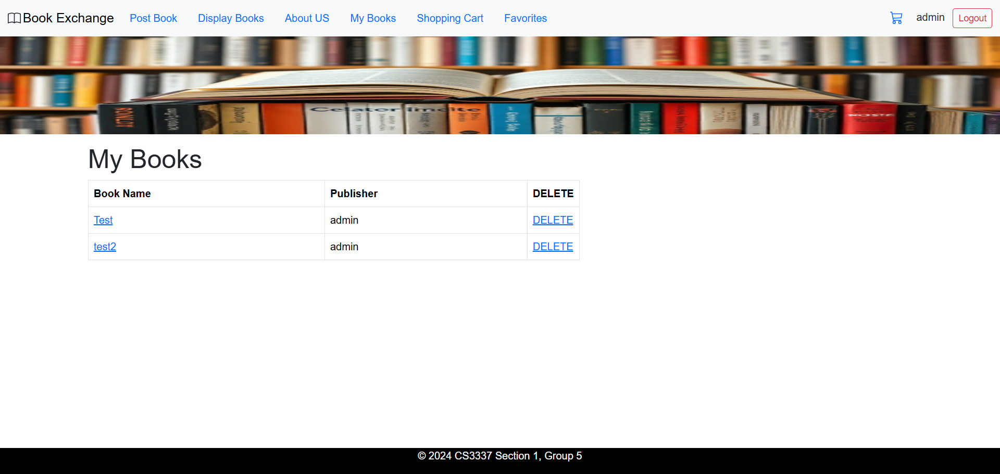 Book Exchange Post Book Display Books About US My Books Shopping Cart Favorites admin Logout
My Books
Book Name Publisher DELETE
Test admin DELETE
test2 admin DELETE
© 2024 CS3337 Section 1, Group 5